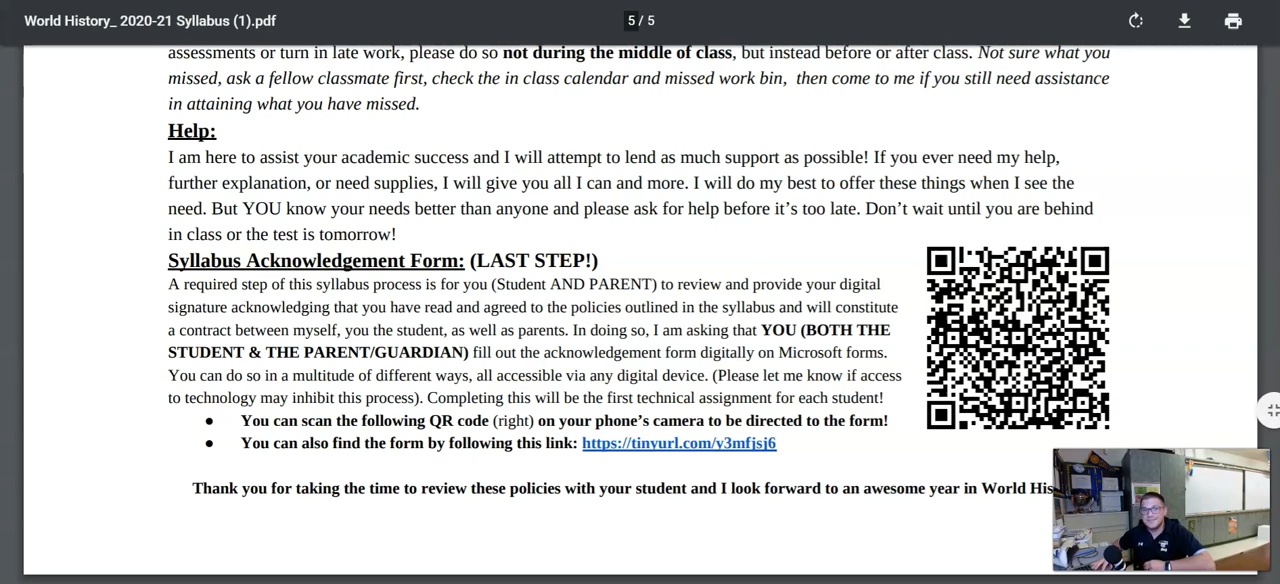 World History_ 2020-21 Syllabus (1).pdf
5 / 5
assessments or turn in late work, please do so not during the middle of class, but instead before or after class. Not sure what you
missed, ask a fellow classmate first, check the in class calendar and missed work bin, then come to me if you still need assistance
in attaining what you have missed.
Help:
I am here to assist your academic success and I will attempt to lend as much support as possible! If you ever need my help,
further explanation, or need supplies, I will give you all I can and more. I will do my best to offer these things when I see the
need. But YOU know your needs better than anyone and please ask for help before it’s too late. Don’t wait until you are behind
in class or the test is tomorrow!
Syllabus Acknowledgement Form: (LAST STEP!)
A required step of this syllabus process is for you (Student AND PARENT) to review and provide your digital
signature acknowledging that you have read and agreed to the policies outlined in the syllabus and will constitute
a contract between myself, you the student, as well as parents. In doing so, I am asking that YOU (BOTH THE
STUDENT & THE PARENT/GUARDIAN) fill out the acknowledgement form digitally on Microsoft forms.
You can do so in a multitude of different ways, all accessible via any digital device. (Please let me know if access
to technology may inhibit this process). Completing this will be the first technical assignment for each student!
● You can scan the following QR code (right) on your phone’s camera to be directed to the form!
● You can also find the form by following this link: https://tinyurl.com/y3mfjsj6
Thank you for taking the time to review these policies with your student and I look forward to an awesome year in World His